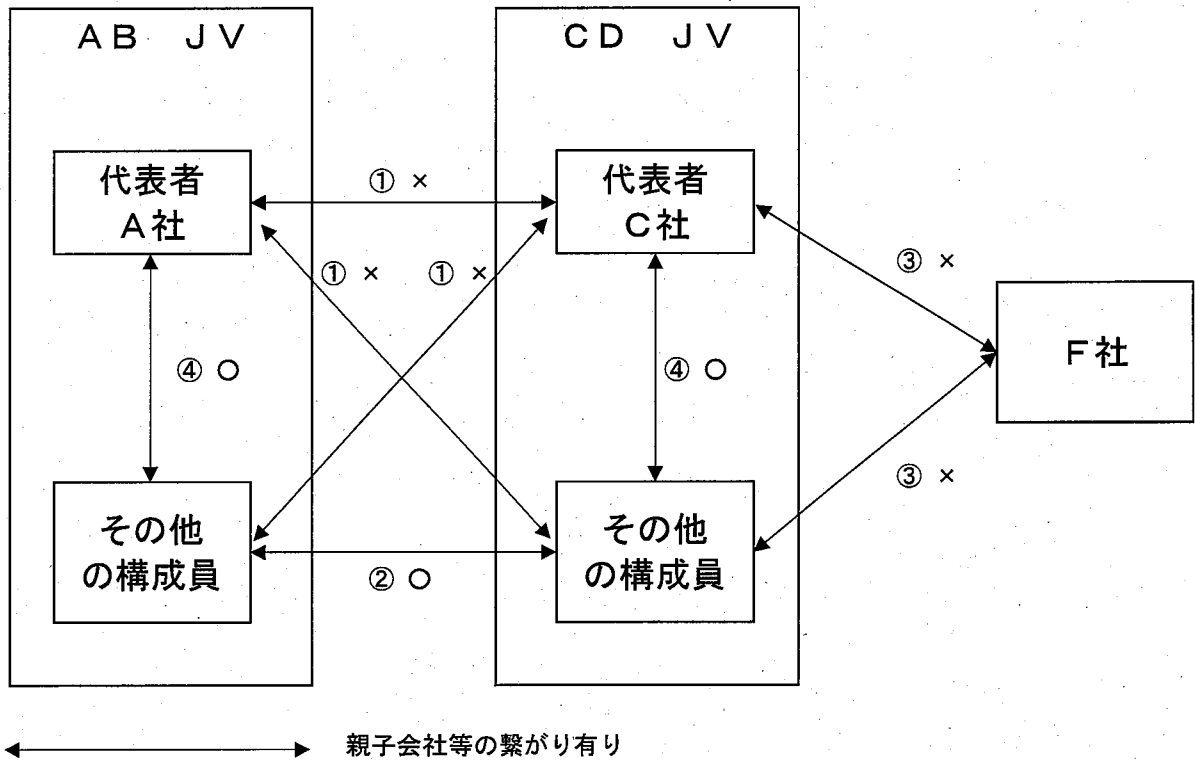 ＡＢ　ＪＶ
ＣＤ　ＪＶ
代表者
Ａ社
① ×
代表者
Ｃ社
① ×
① ×
③ ×
Ｆ社
④ ○
④ ○
③ ×
その他
の構成員
② ○
その他
の構成員
親子会社等の繋がり有り